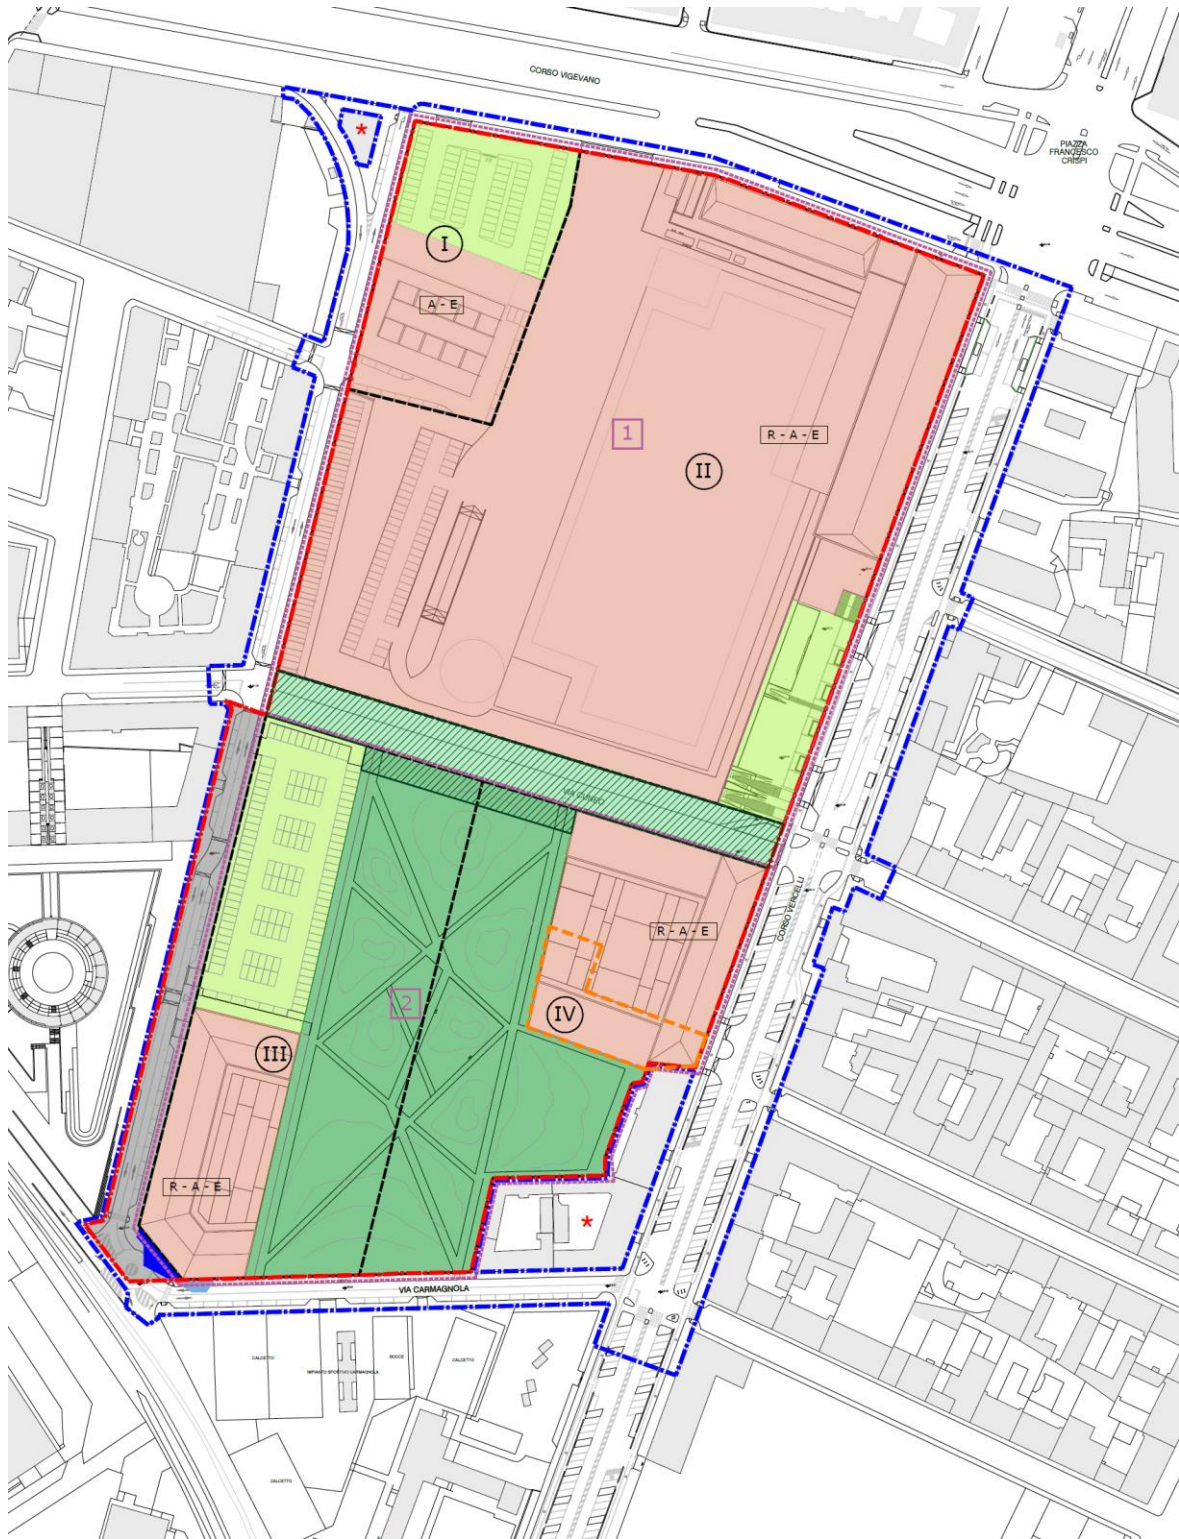 CORSO VIGEVANO
PIAZZA
FRANCESCO
CRISPI
*
I
A - E
1
R - A - E
II
VIA CUNEO
CORSO VERCELLI
R - A - E
2
IV
III
R - A - E
*
VIA CARMAGNOLA
CALCETTO
IMPIANTO SPORTIVO CARMAGNOLA
BOCCE
CALCETTO
CALCETTO